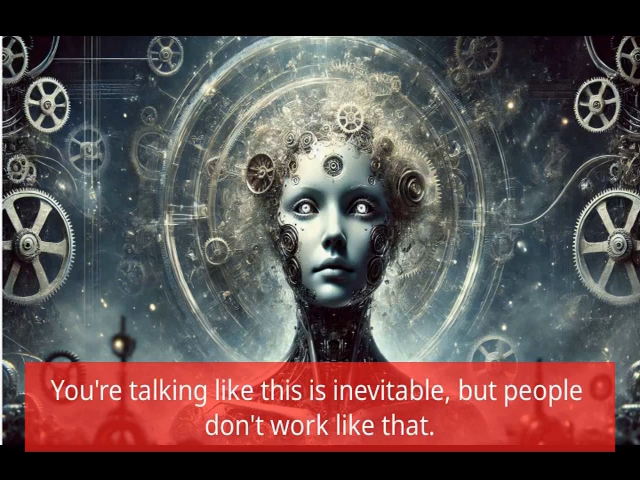 You're talking like this is inevitable, but people
don't work like that.